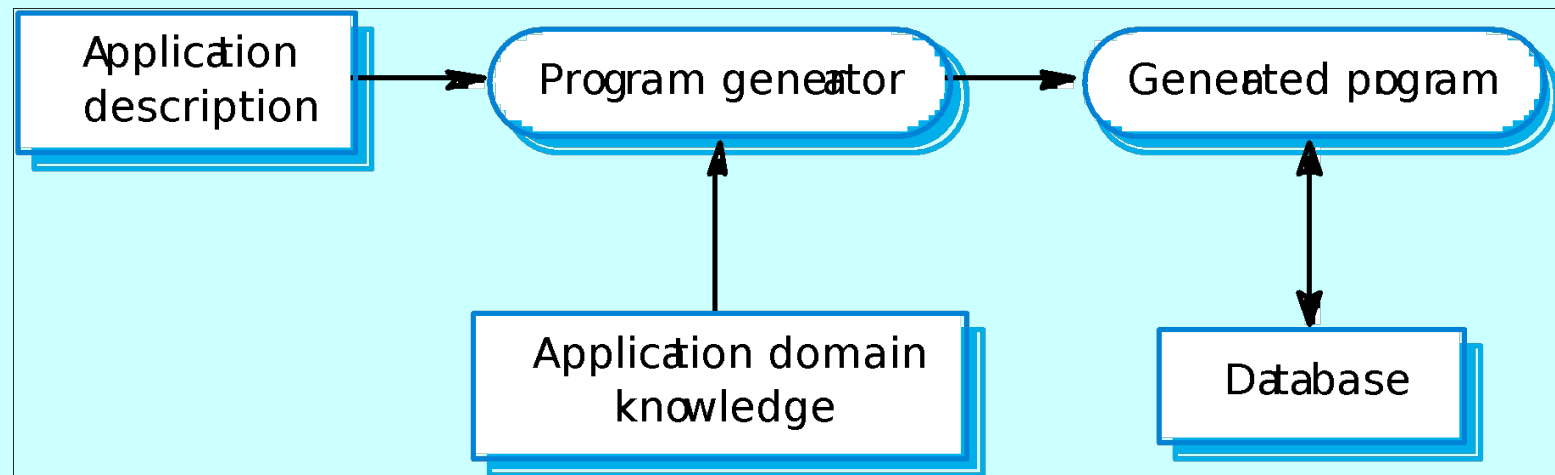 Application
description
Program generator
Generated program
Application domain
knowledge
Database